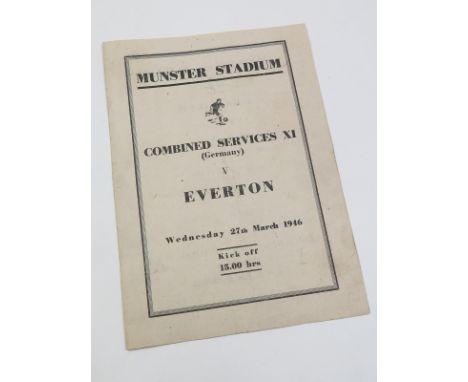 MUNSTER STADIUM
COMBINED SERVICES XI
(Germany)
V
EVERTON
Wednesday 27th March 1946
Kick off
15.00 hrs